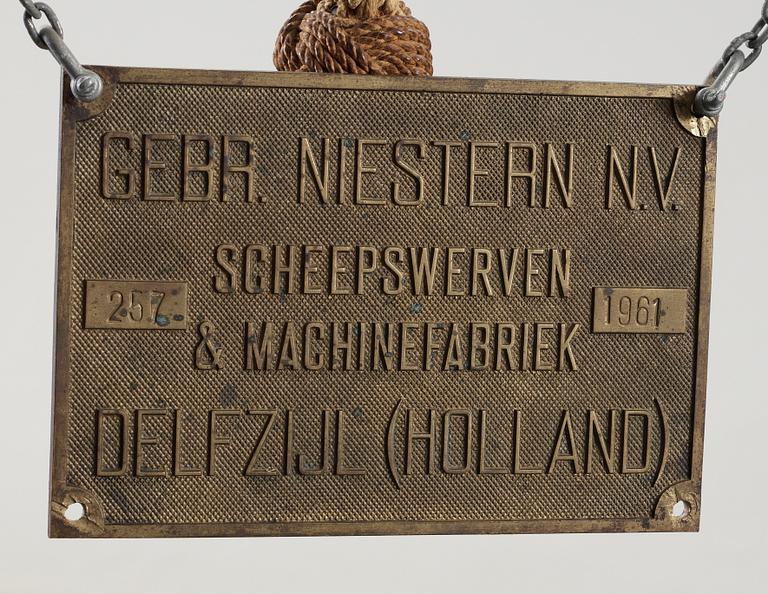 GEBR. NIESTERN N.V.
SCHEEPSWERVEN
257 1961
& MACHINEFABRIEK
DELFZIJL (HOLLAND)